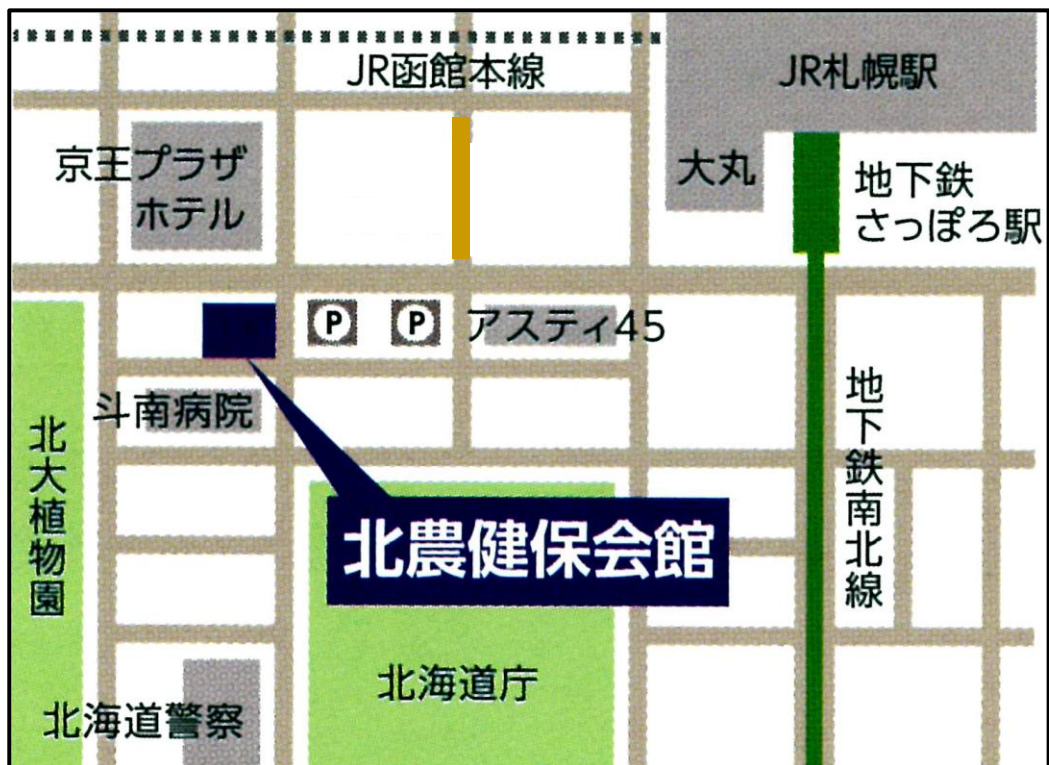 JR函館本線
JR札幌駅
京王プラザ
ホテル
大丸
地下鉄
さっぽろ駅
P
P
アスティ45
斗南病院
北大植物園
地下鉄南北線
北農健保会館
北海道庁
北海道警察